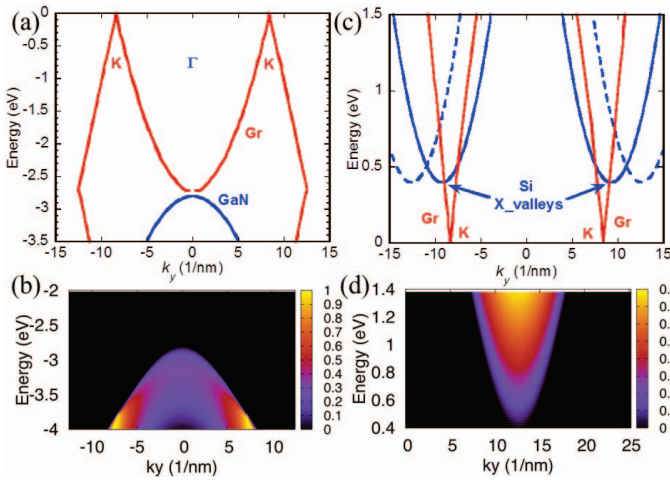 (a)
0
-0.5
-1
-1.5
-2
-2.5
-3
-3.5
Energy (eV)
K
Γ
K
Gr
GaN
-15 -10 -5 0 5 10 15
k_y (1/nm)
(c)
1.5
1
0.5
0
Energy (eV)
Si
X_valleys
Gr
K
K
Gr
-15 -10 -5 0 5 10 15
k_y (1/nm)
(b)
-2
-2.5
-3
-3.5
-4
Energy (eV)
-10 -5 0 5 10
ky (1/nm)
1
0.9
0.8
0.7
0.6
0.5
0.4
0.3
0.2
0.1
0
(d)
1.4
1.2
1
0.8
0.6
0.4
Energy (eV)
0 5 10 15 20 25
ky (1/nm)